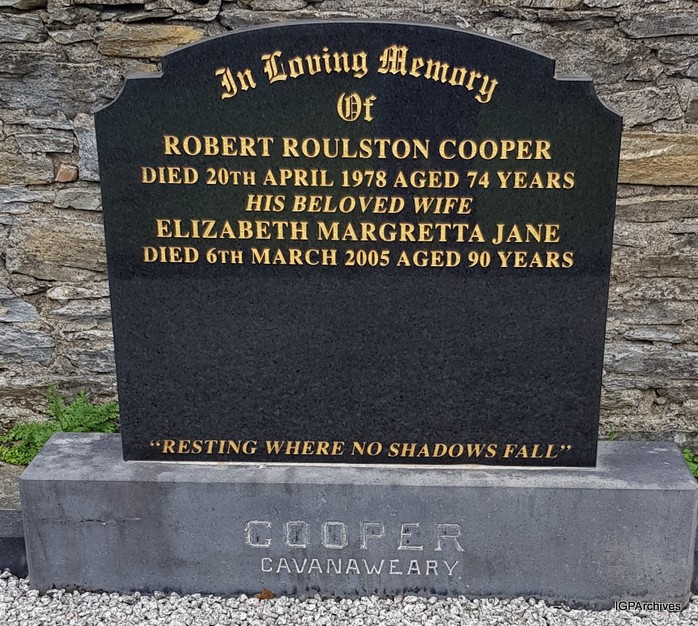 In Loving Memory
Of
ROBERT ROULSTON COOPER
DIED 20TH APRIL 1978 AGED 74 YEARS
HIS BELOVED WIFE
ELIZABETH MARGRETTA JANE
DIED 6TH MARCH 2005 AGED 90 YEARS
"RESTING WHERE NO SHADOWS FALL"
COOPER
CAVANAWEARY
IGPArchives